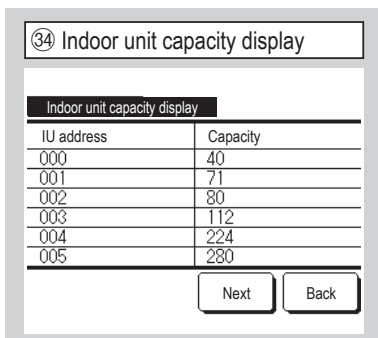 ㉞ Indoor unit capacity display
Indoor unit capacity display
IU address Capacity
000 40
001 71
002 80
003 112
004 224
005 280
Next Back